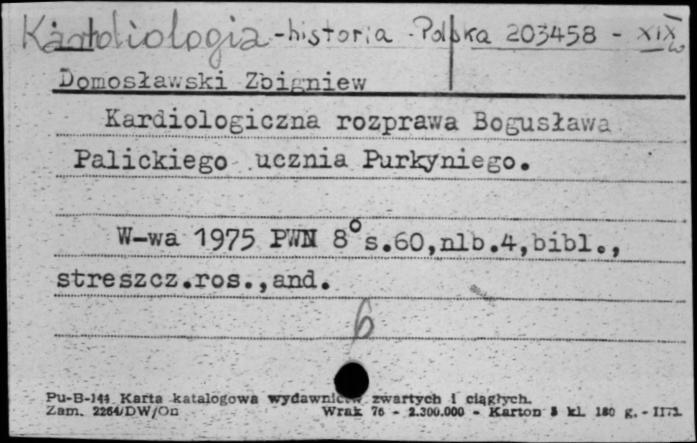 Kardiologia - historia - Polska 203458 - XIX w
Domosławski Zbigniew
Kardiologiczna rozprawa Bogusława
Palickiego ucznia Purkyniego.
W-wa 1975 PWN 8° s.60,nlb.4,bibl.,
streszcz.ros.,and.
6
Pu-B-144 Karta katalogowa wydawnictw zwartych i ciągłych.
Zam. 2264/DW/On Wrak 76 - 2.300.000 - Karton 3 kl. 180 g. - II73.